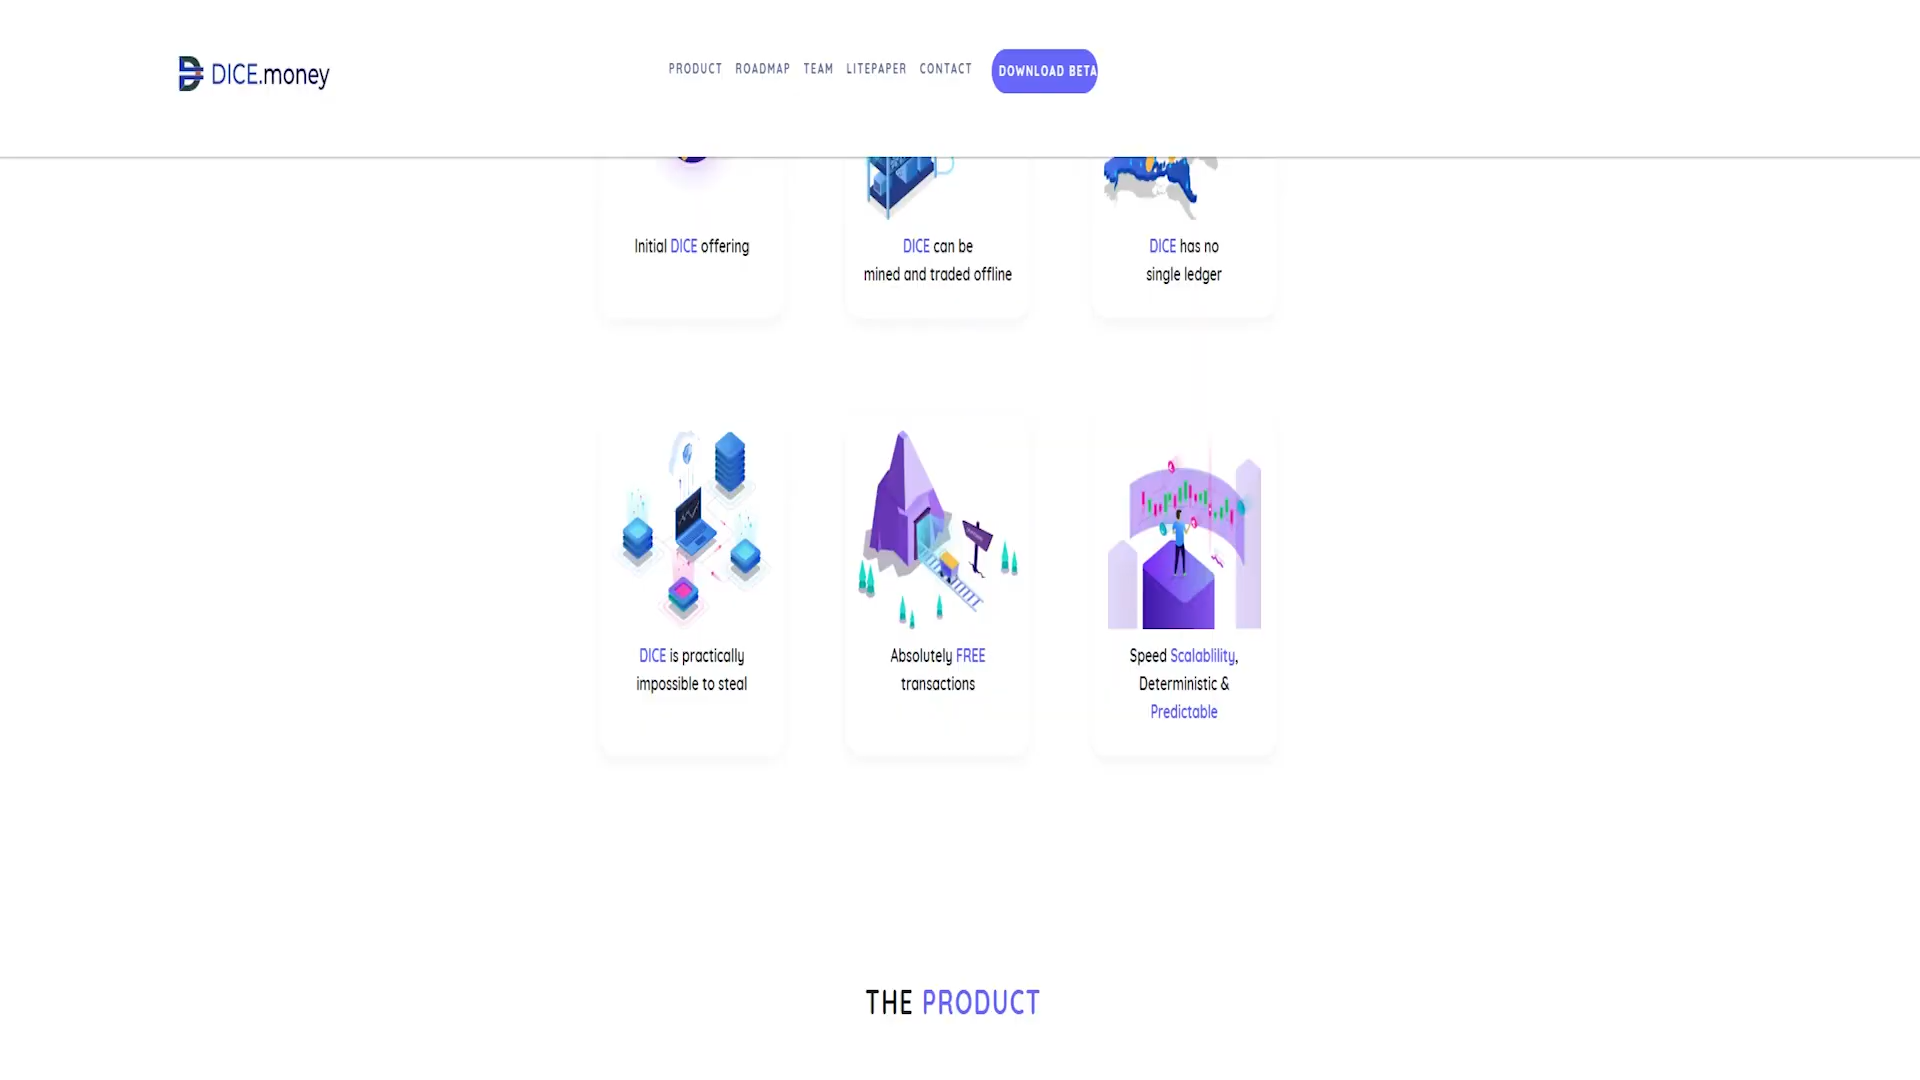 DICE.money
PRODUCT ROADMAP TEAM LITEPAPER CONTACT DOWNLOAD BETA
Initial DICE offering
DICE can be
mined and traded offline
DICE has no
single ledger
DICE is practically
impossible to steal
Absolutely FREE
transactions
Speed Scalablility,
Deterministic &
Predictable
THE PRODUCT